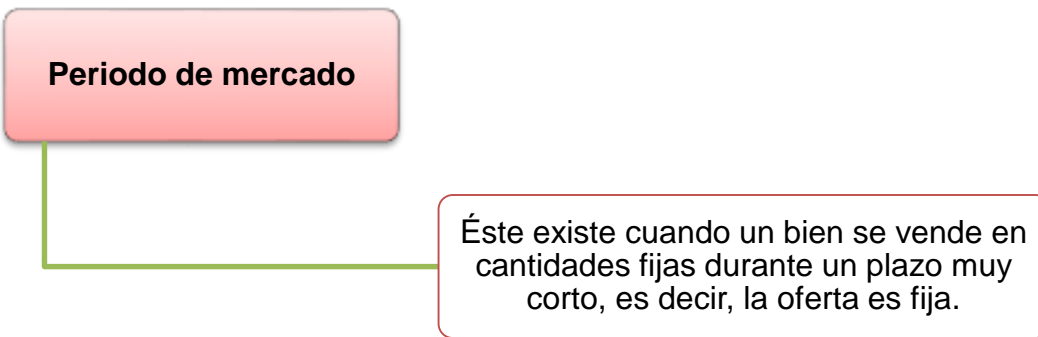 Periodo de mercado
Éste existe cuando un bien se vende en
cantidades fijas durante un plazo muy
corto, es decir, la oferta es fija.